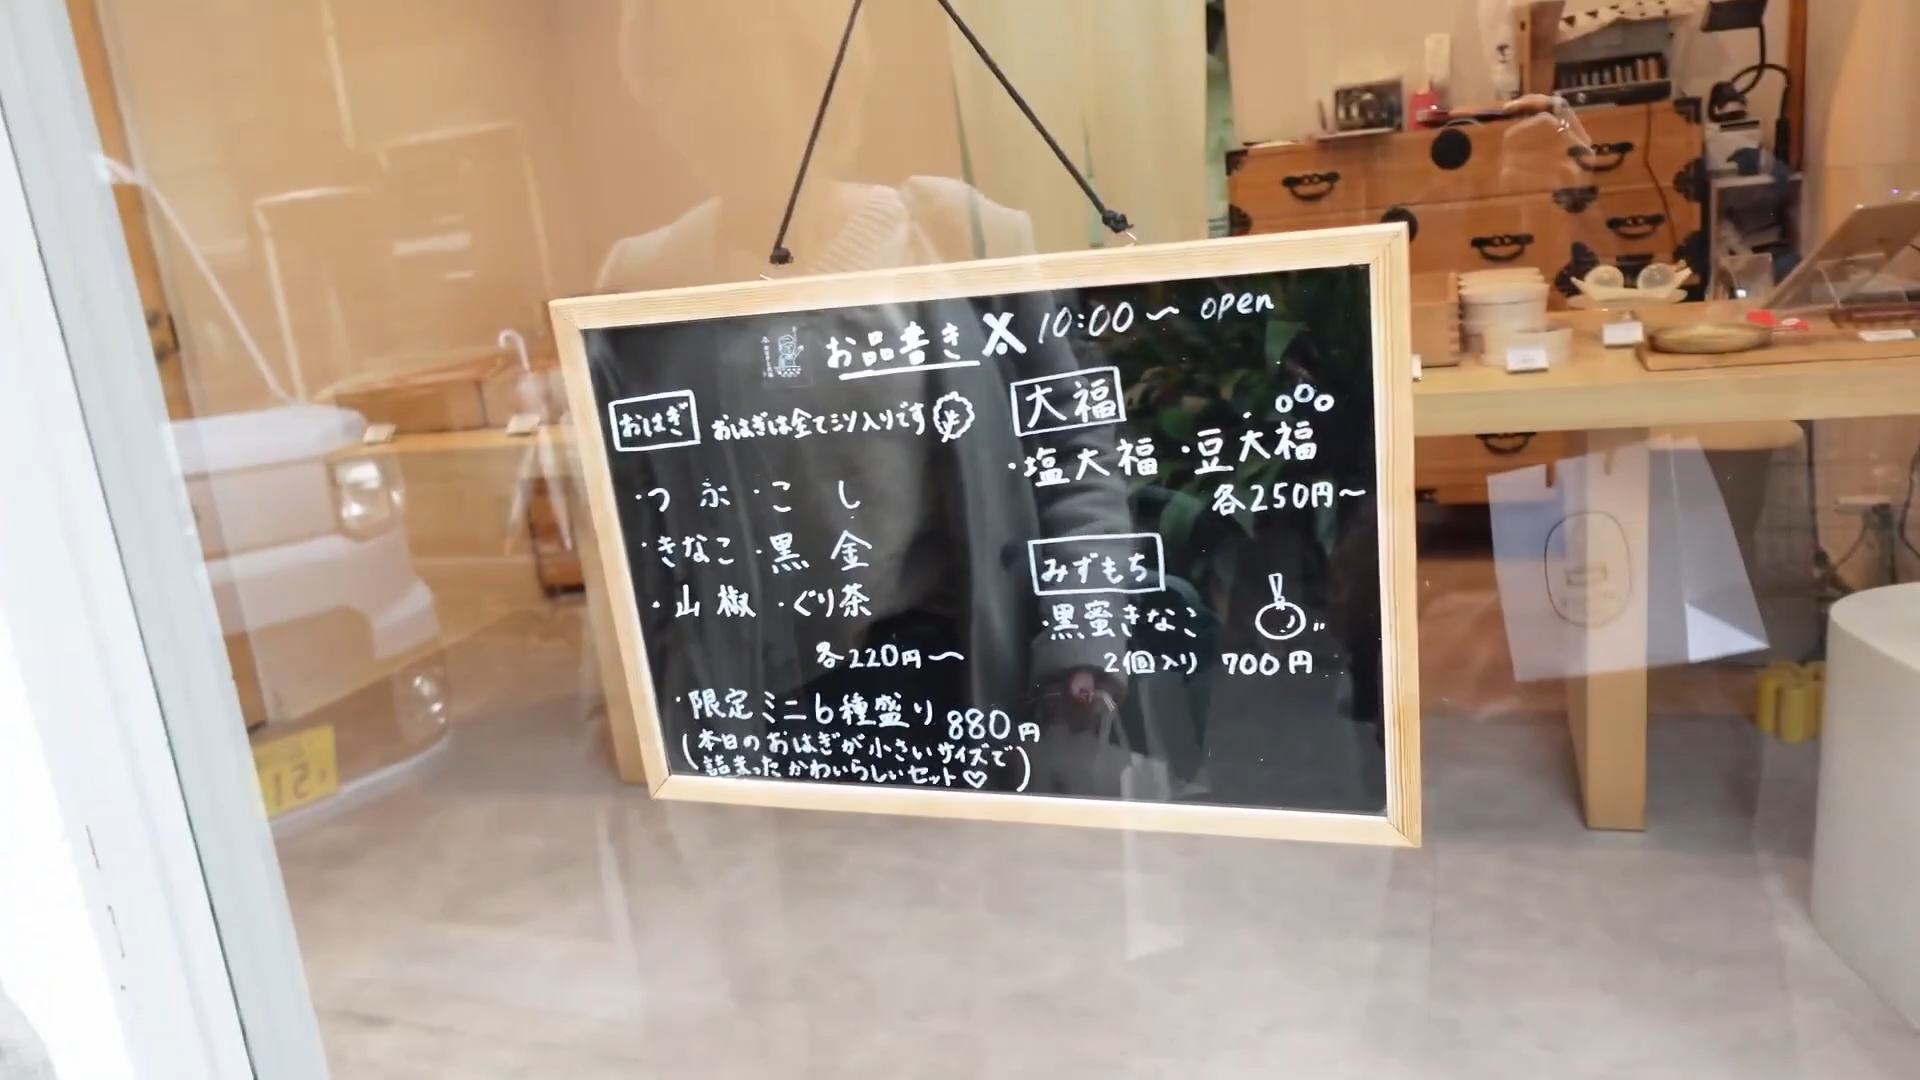 お品書き 10:00〜 open
おはぎ おはぎは全てミツ入りです
・つぶ ・こし
・きなこ ・黒金
・山椒 ・ぐり茶
各220円〜
・限定ミニ6種盛り 880円
(本日のおはぎが小さいサイズで
詰まったかわいらしいセット♡)
大福
・塩大福 ・豆大福
各250円〜
みずもち
・黒蜜きなこ
2個入り 700円